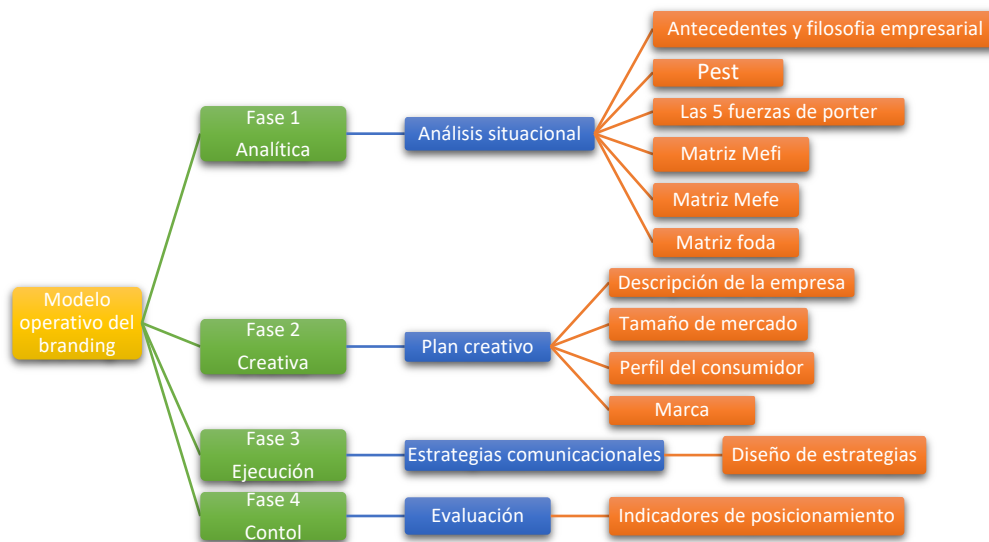 Modelo
operativo del
branding
Fase 1
Analítica
Análisis situacional
Antecedentes y filosofia empresarial
Pest
Las 5 fuerzas de porter
Matriz Mefi
Matriz Mefe
Matriz foda
Fase 2
Creativa
Plan creativo
Descripción de la empresa
Tamaño de mercado
Perfil del consumidor
Marca
Fase 3
Ejecución
Estrategias comunicacionales
Diseño de estrategias
Fase 4
Contol
Evaluación
Indicadores de posicionamiento